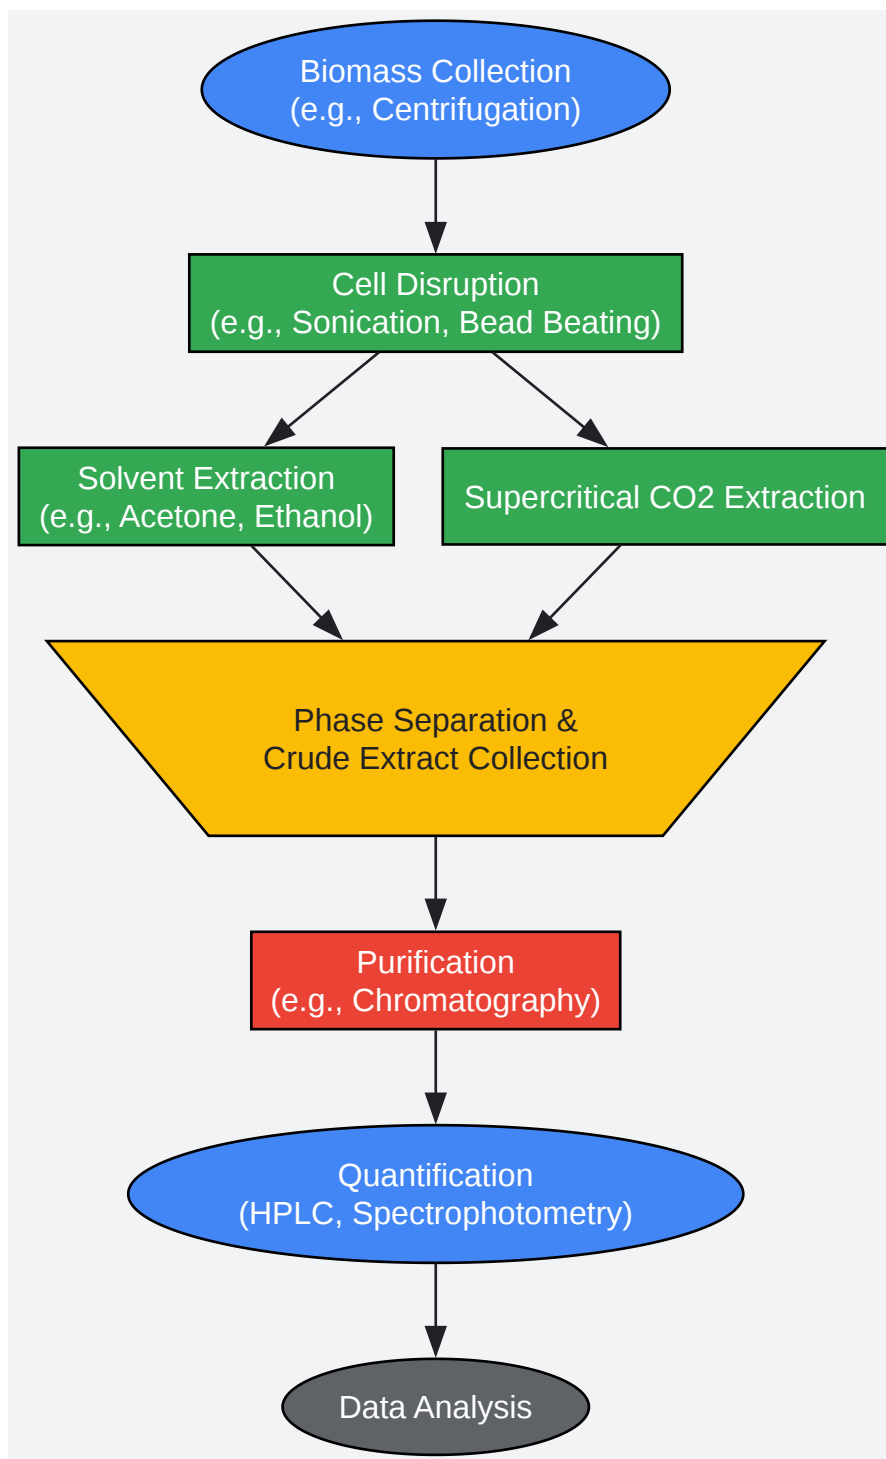 Biomass Collection
(e.g., Centrifugation)
Cell Disruption
(e.g., Sonication, Bead Beating)
Solvent Extraction
(e.g., Acetone, Ethanol)
Supercritical CO2 Extraction
Phase Separation &
Crude Extract Collection
Purification
(e.g., Chromatography)
Quantification
(HPLC, Spectrophotometry)
Data Analysis